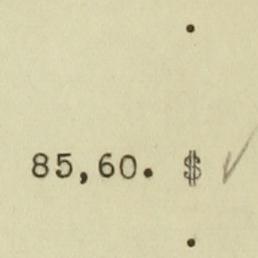 .
85,60. $ ✓
.